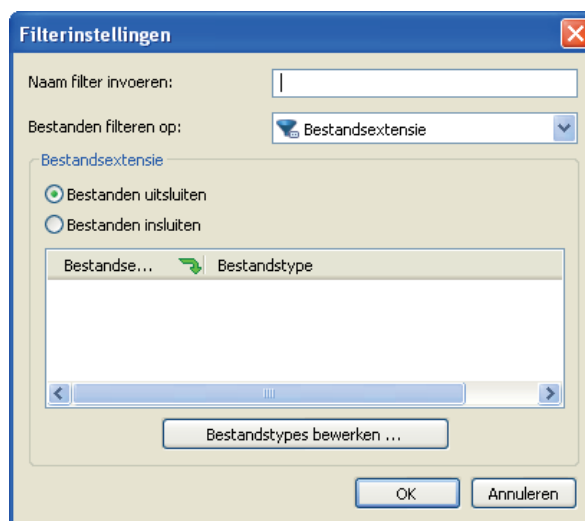 Filterinstellingen
Naam filter invoeren:
Bestanden filteren op: Bestandsextensie
Bestandsextensie
Bestanden uitsluiten
Bestanden insluiten
Bestandse... Bestandstype
Bestandstypes bewerken ...
OK Annuleren